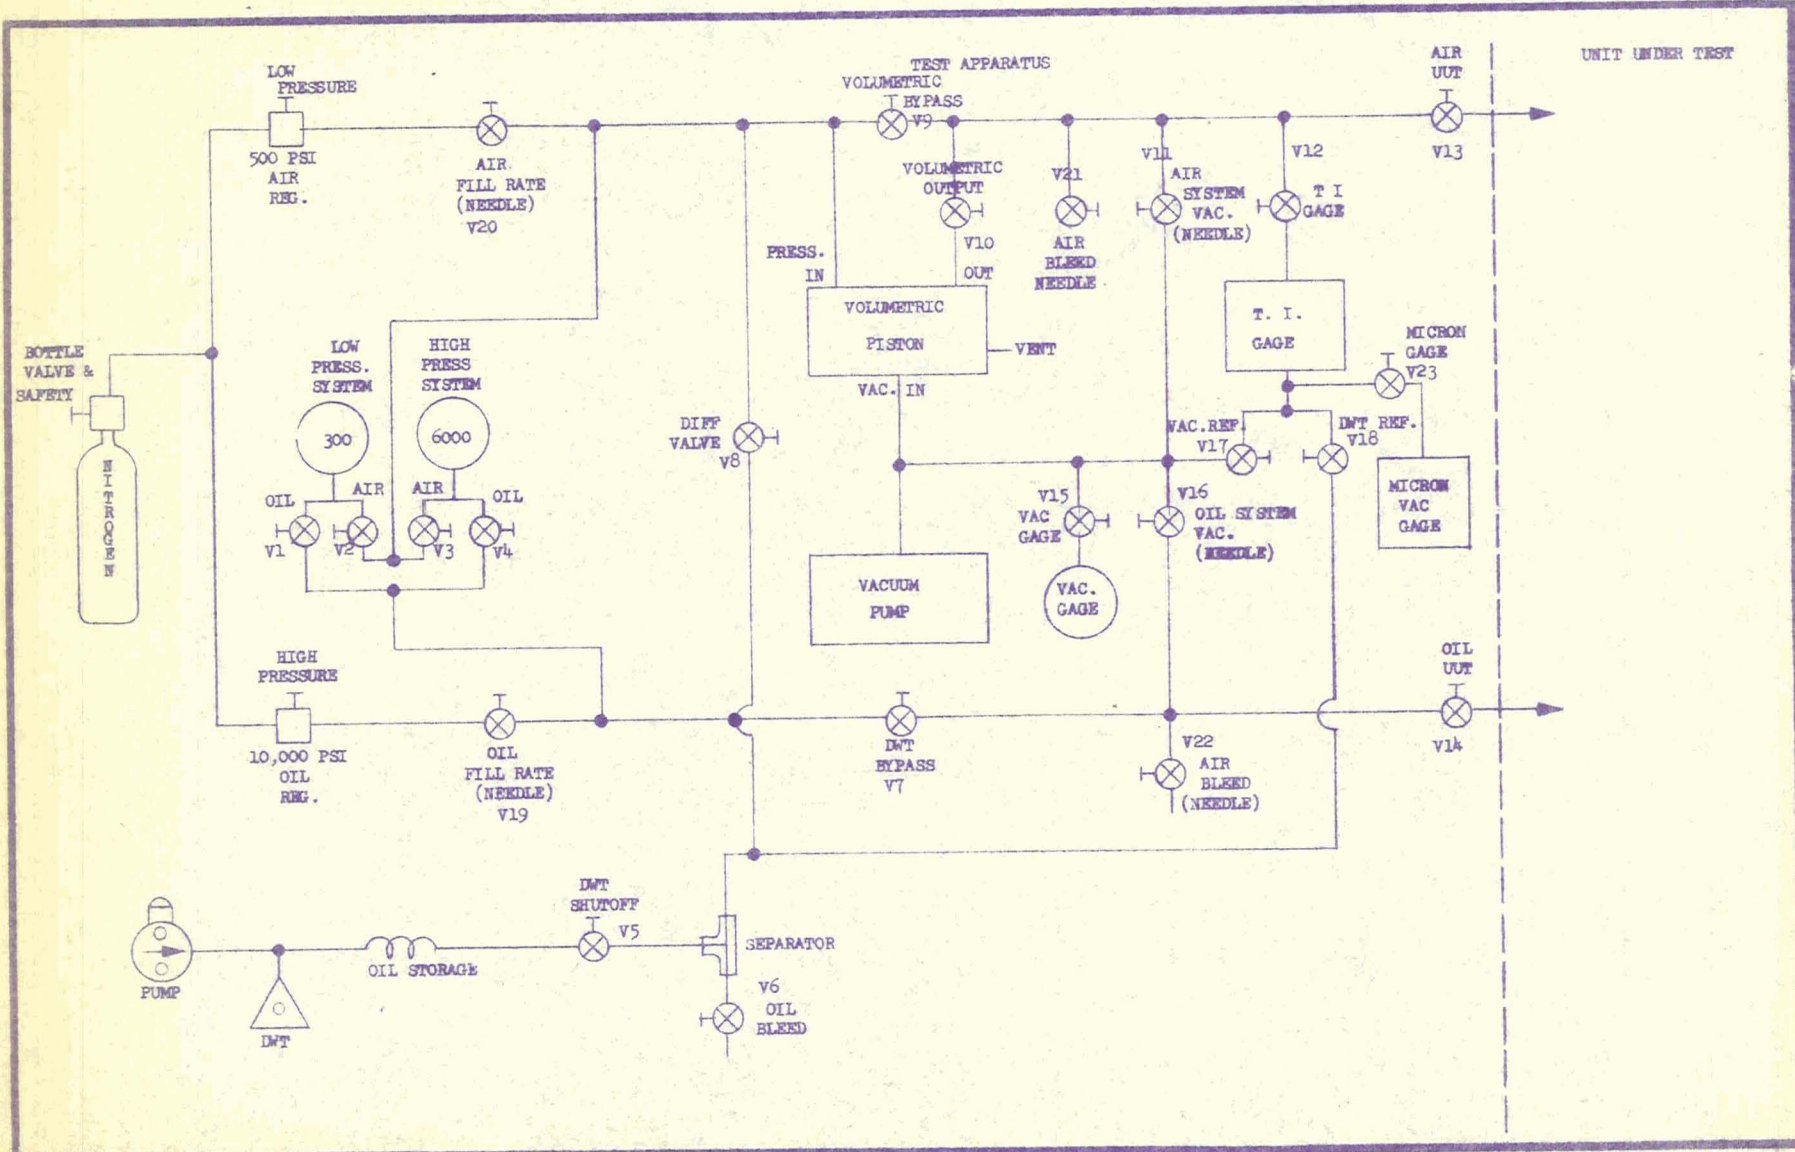 TEST APPARATUS
UNIT UNDER TEST
LOW
PRESSURE
500 PSI
AIR
REG.
AIR
FILL RATE
(NEEDLE)
V20
VOLUMETRIC
BYPASS
V9
VOLUMETRIC
OUTPUT
V10
V21
AIR
BLEED
NEEDLE
V11
AIR
SYSTEM
VAC.
(NEEDLE)
V12
T I
GAGE
AIR
UUT
V13
PRESS.
IN
OUT
VOLUMETRIC
PISTON
VENT
VAC. IN
T. I.
GAGE
MICRON
GAGE
V23
BOTTLE
VALVE &
SAFETY
NITROGEN
LOW
PRESS.
SYSTEM
300
HIGH
PRESS
SYSTEM
6000
OIL
AIR
AIR
OIL
V1
V2
V3
V4
DIFF
VALVE
V8
VAC.REF.
V17
DWT REF.
V18
V15
VAC
GAGE
V16
OIL SYSTEM
VAC.
(NEEDLE)
MICRON
VAC
GAGE
VACUUM
PUMP
VAC.
GAGE
HIGH
PRESSURE
10,000 PSI
OIL
REG.
OIL
FILL RATE
(NEEDLE)
V19
DWT
BYPASS
V7
V22
AIR
BLEED
(NEEDLE)
OIL
UUT
V14
PUMP
DWT
OIL STORAGE
DWT
SHUTOFF
V5
SEPARATOR
V6
OIL
BLEED